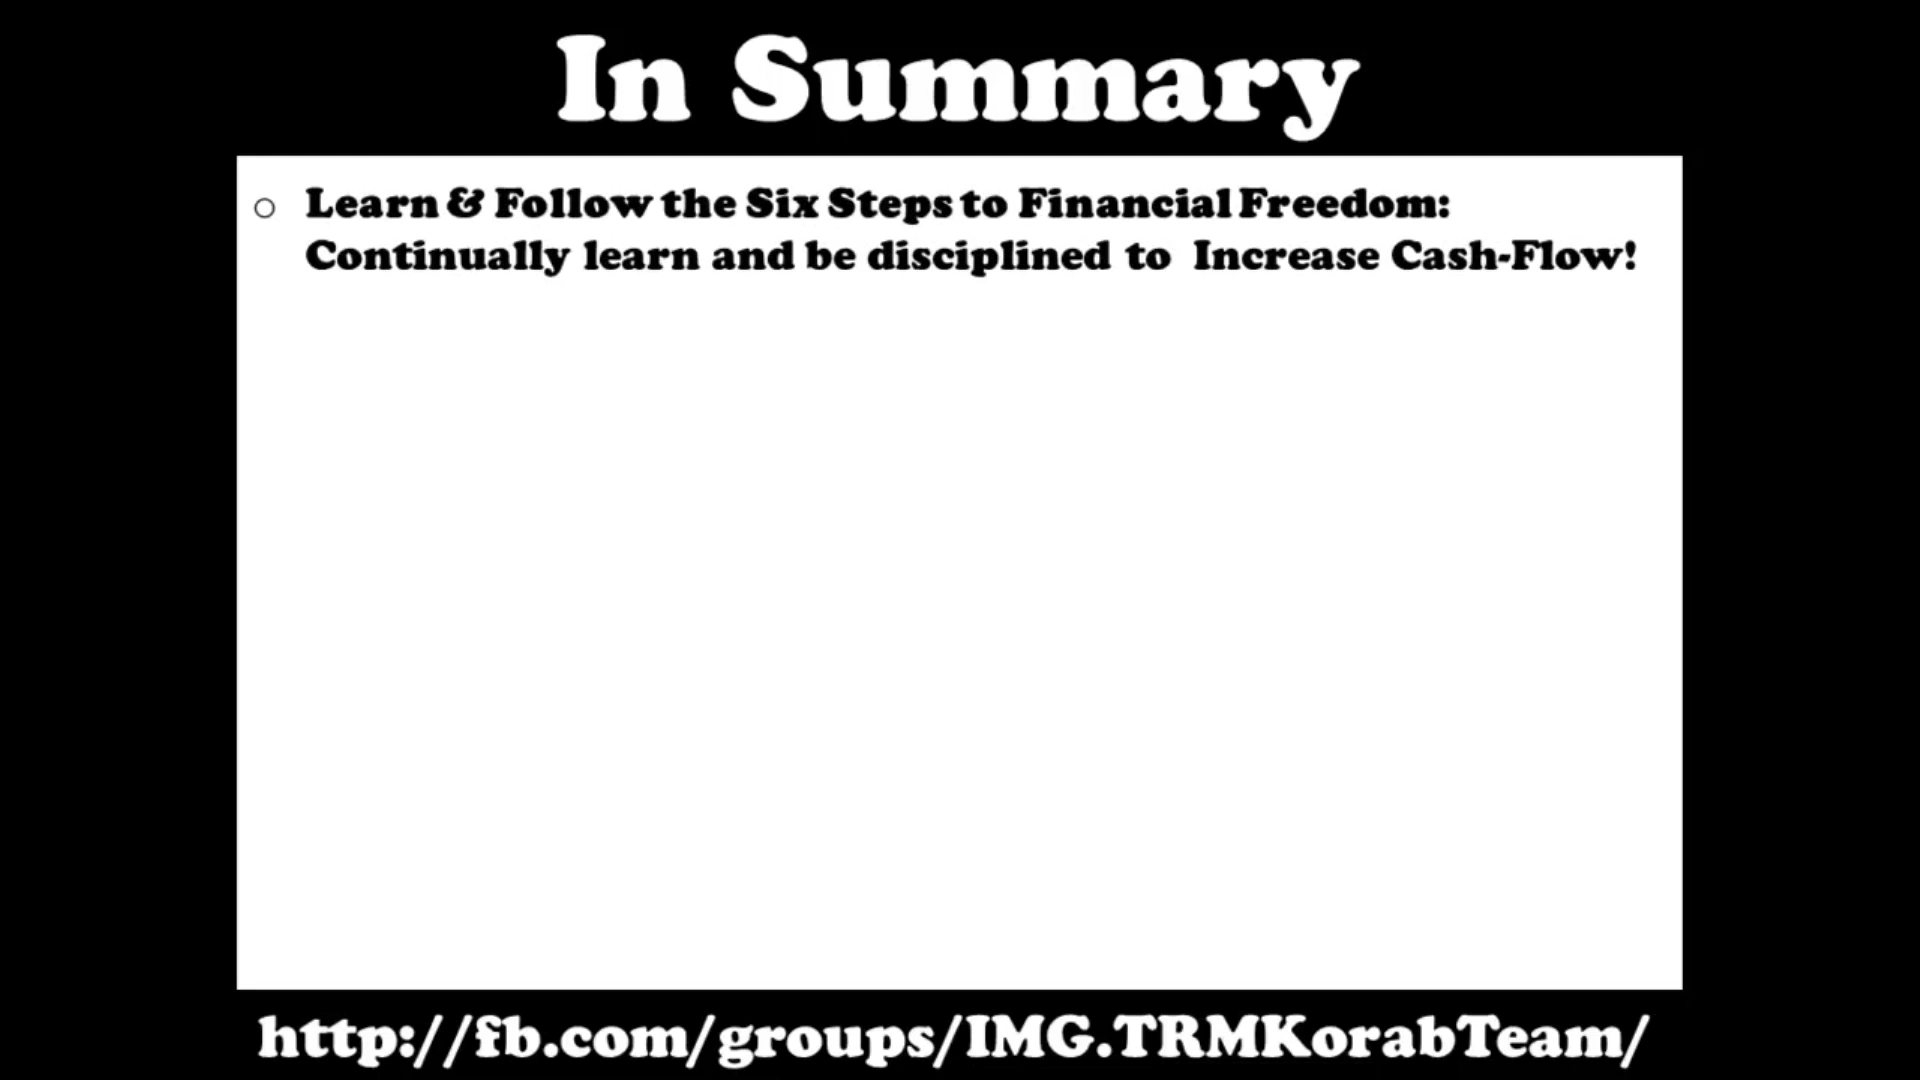 In Summary
○ Learn & Follow the Six Steps to Financial Freedom:
Continually learn and be disciplined to Increase Cash-Flow!
http://fb.com/groups/IMG.TRMKorabTeam/